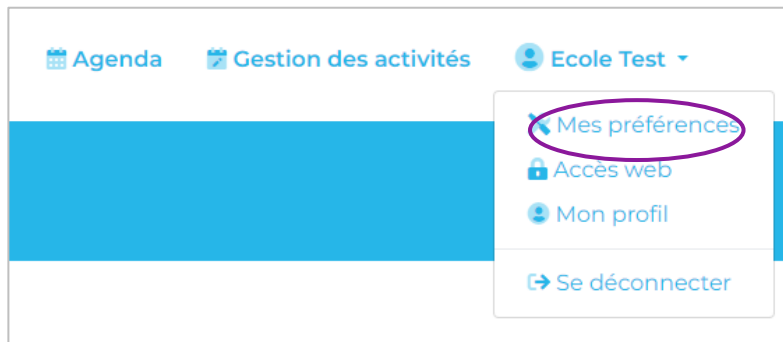 Agenda Gestion des activités Ecole Test
Mes préférences
Accès web
Mon profil
Se déconnecter